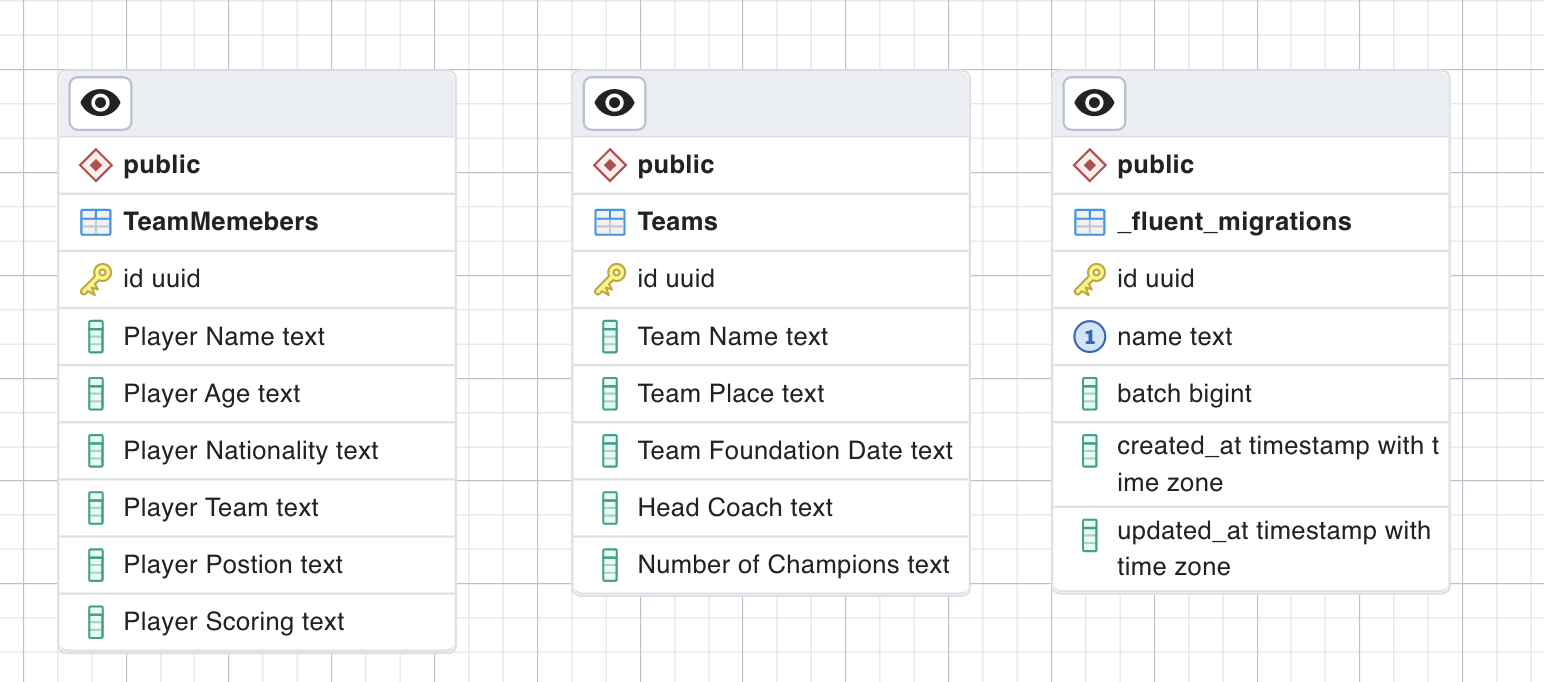 public
TeamMemebers
id uuid
Player Name text
Player Age text
Player Nationality text
Player Team text
Player Postion text
Player Scoring text
public
Teams
id uuid
Team Name text
Team Place text
Team Foundation Date text
Head Coach text
Number of Champions text
public
_fluent_migrations
id uuid
1 name text
batch bigint
created_at timestamp with t
ime zone
updated_at timestamp with
time zone